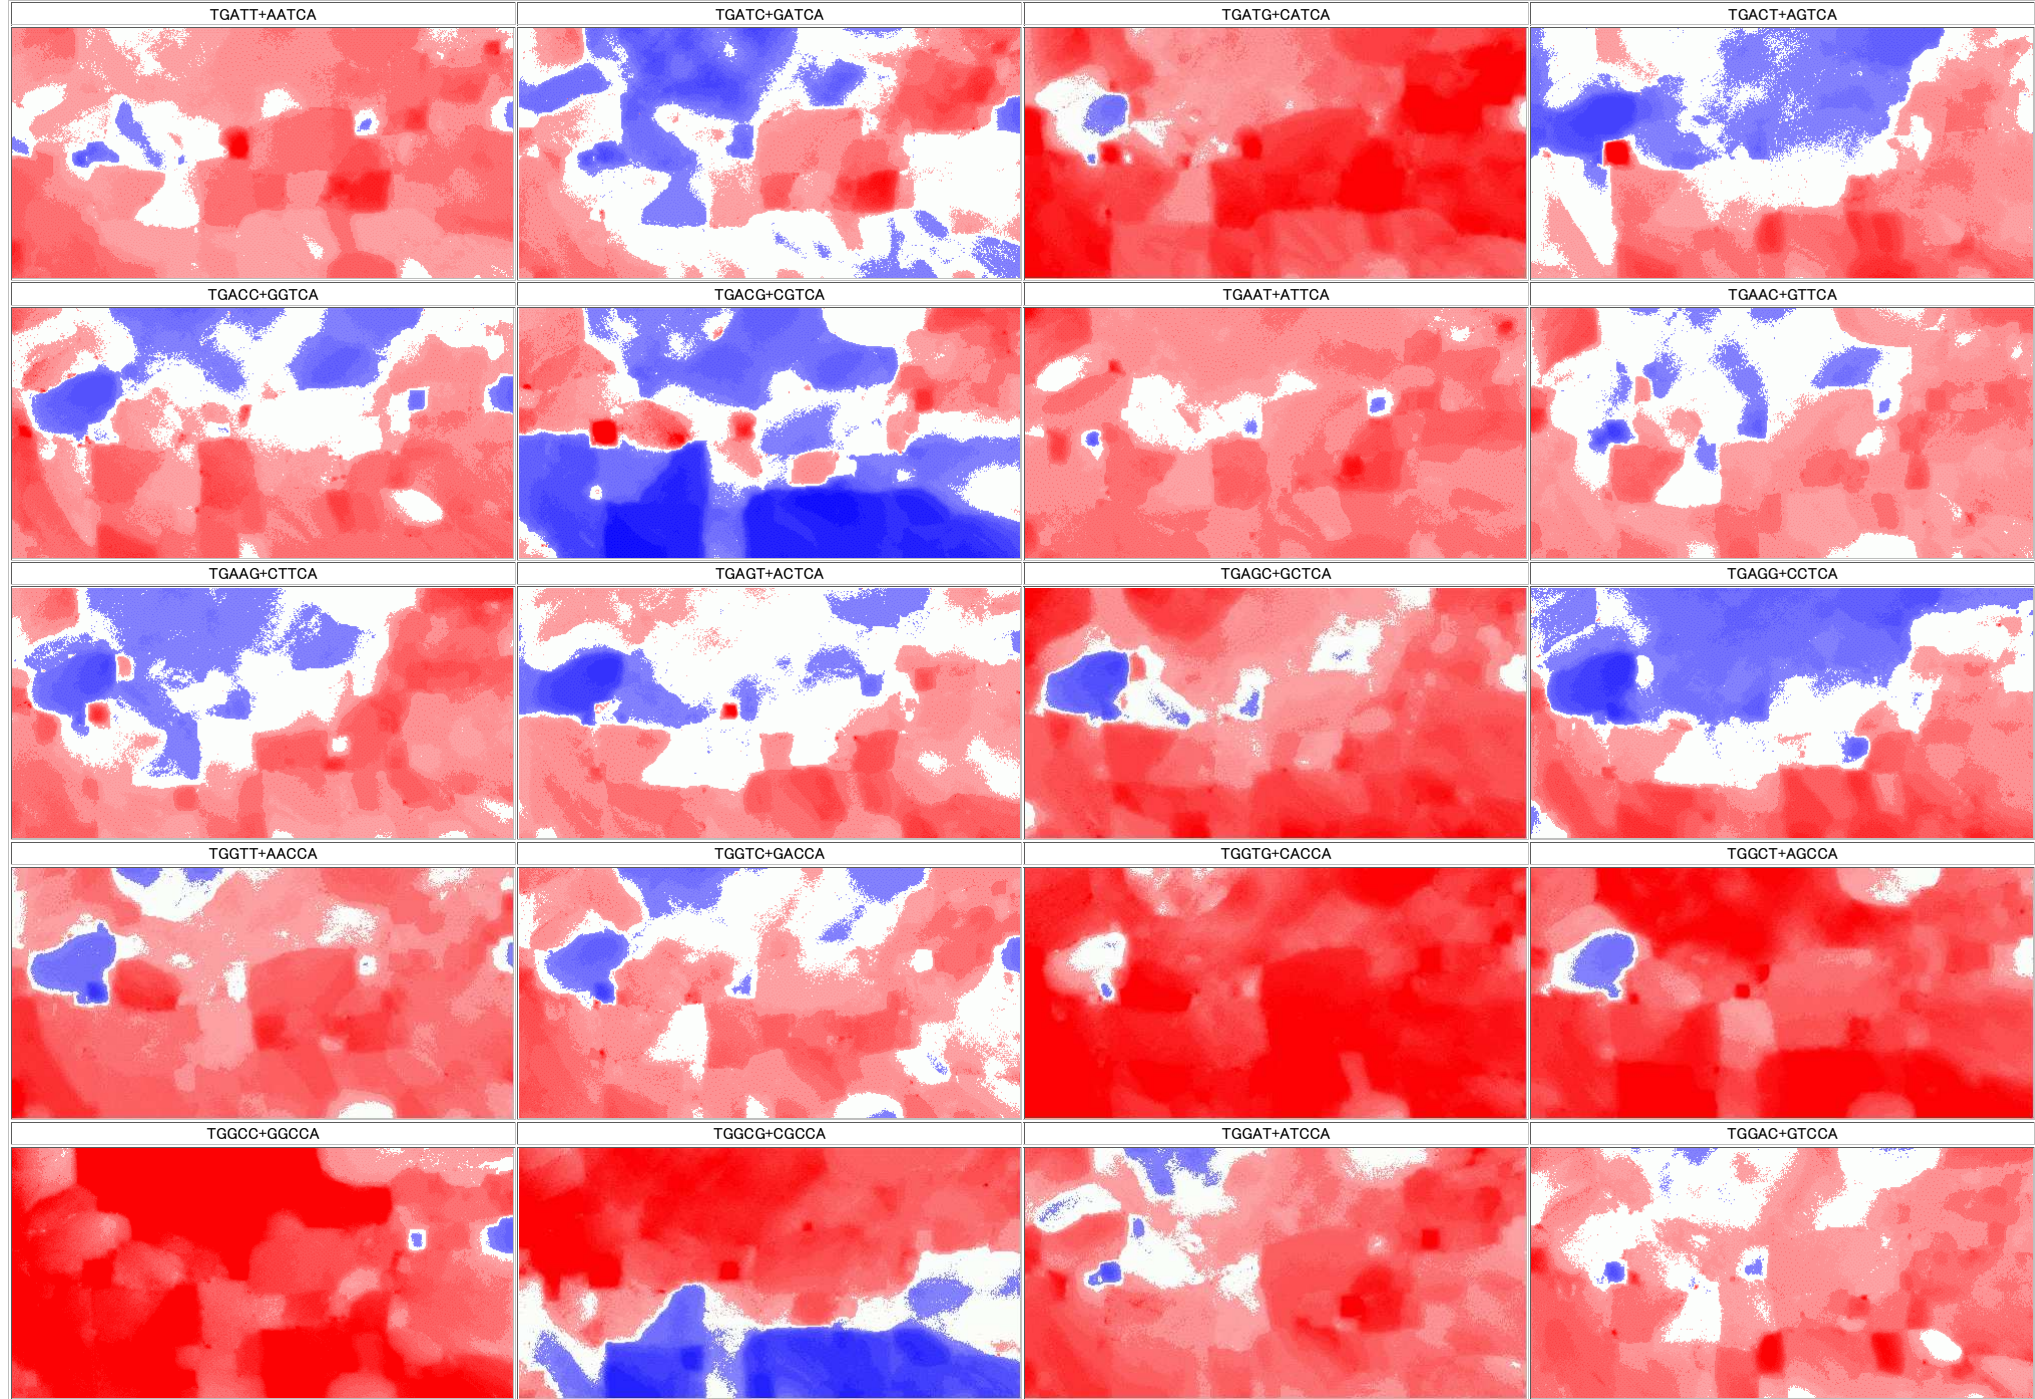 TGATT+AATCA TGATC+GATCA TGATG+CATCA TGACT+AGTCA
TGACC+GGTCA TGACG+CGTCA TGAAT+ATTCA TGAAC+GTTCA
TGAAG+CTTCA TGAGT+ACTCA TGAGC+GCTCA TGAGG+CCTCA
TGGTT+AACCA TGGTC+GACCA TGGTG+CACCA TGGCT+AGCCA
TGGCC+GGCCA TGGCG+CGCCA TGGAT+ATCCA TGGAC+GTCCA